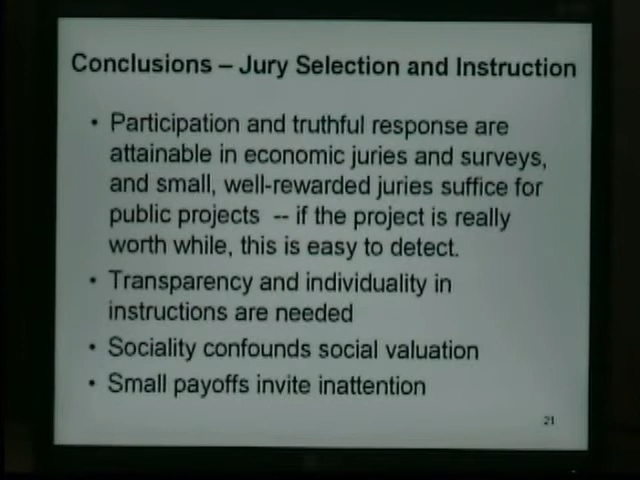 Conclusions – Jury Selection and Instruction
• Participation and truthful response are
attainable in economic juries and surveys,
and small, well-rewarded juries suffice for
public projects -- if the project is really
worth while, this is easy to detect.
• Transparency and individuality in
instructions are needed
• Sociality confounds social valuation
• Small payoffs invite inattention
21